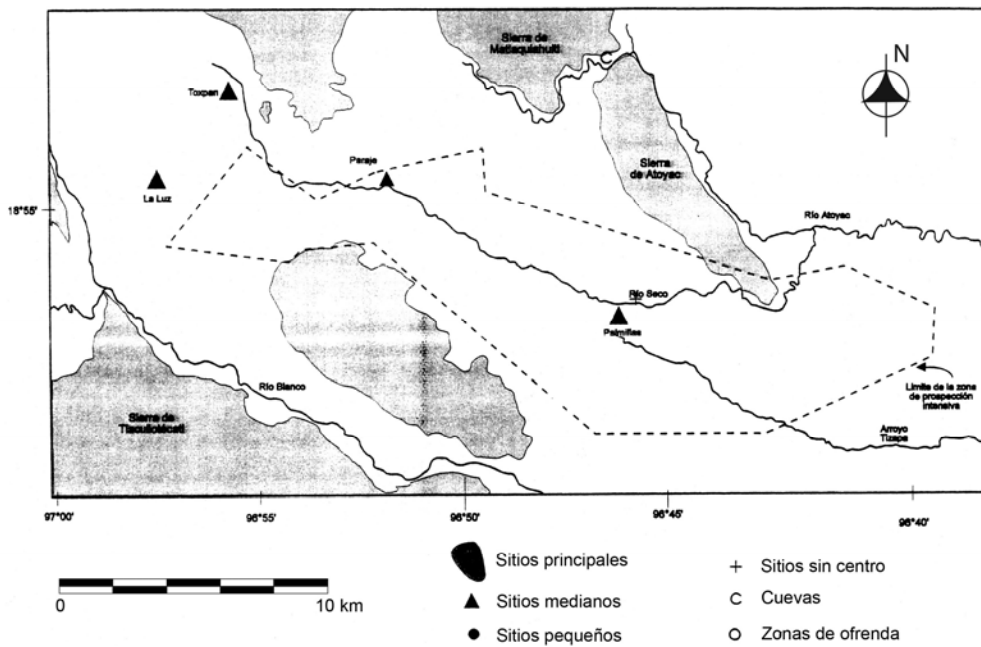 Sierra de
Matlaquiahuitl
N
Toxpan
Paraje
Sierra
de Atoyac
La Luz
18°55'
Río Atoyac
Río Seco
Palmillas
Río Blanco
Límite de la zona
de prospección
intensiva
Sierra de
Arroyo
Tizapa
97°00'
96°55'
96°50'
96°45'
96°40'
Sitios principales
Sitios sin centro
0
10 km
Sitios medianos
C
Cuevas
Sitios pequeños
Zonas de ofrenda